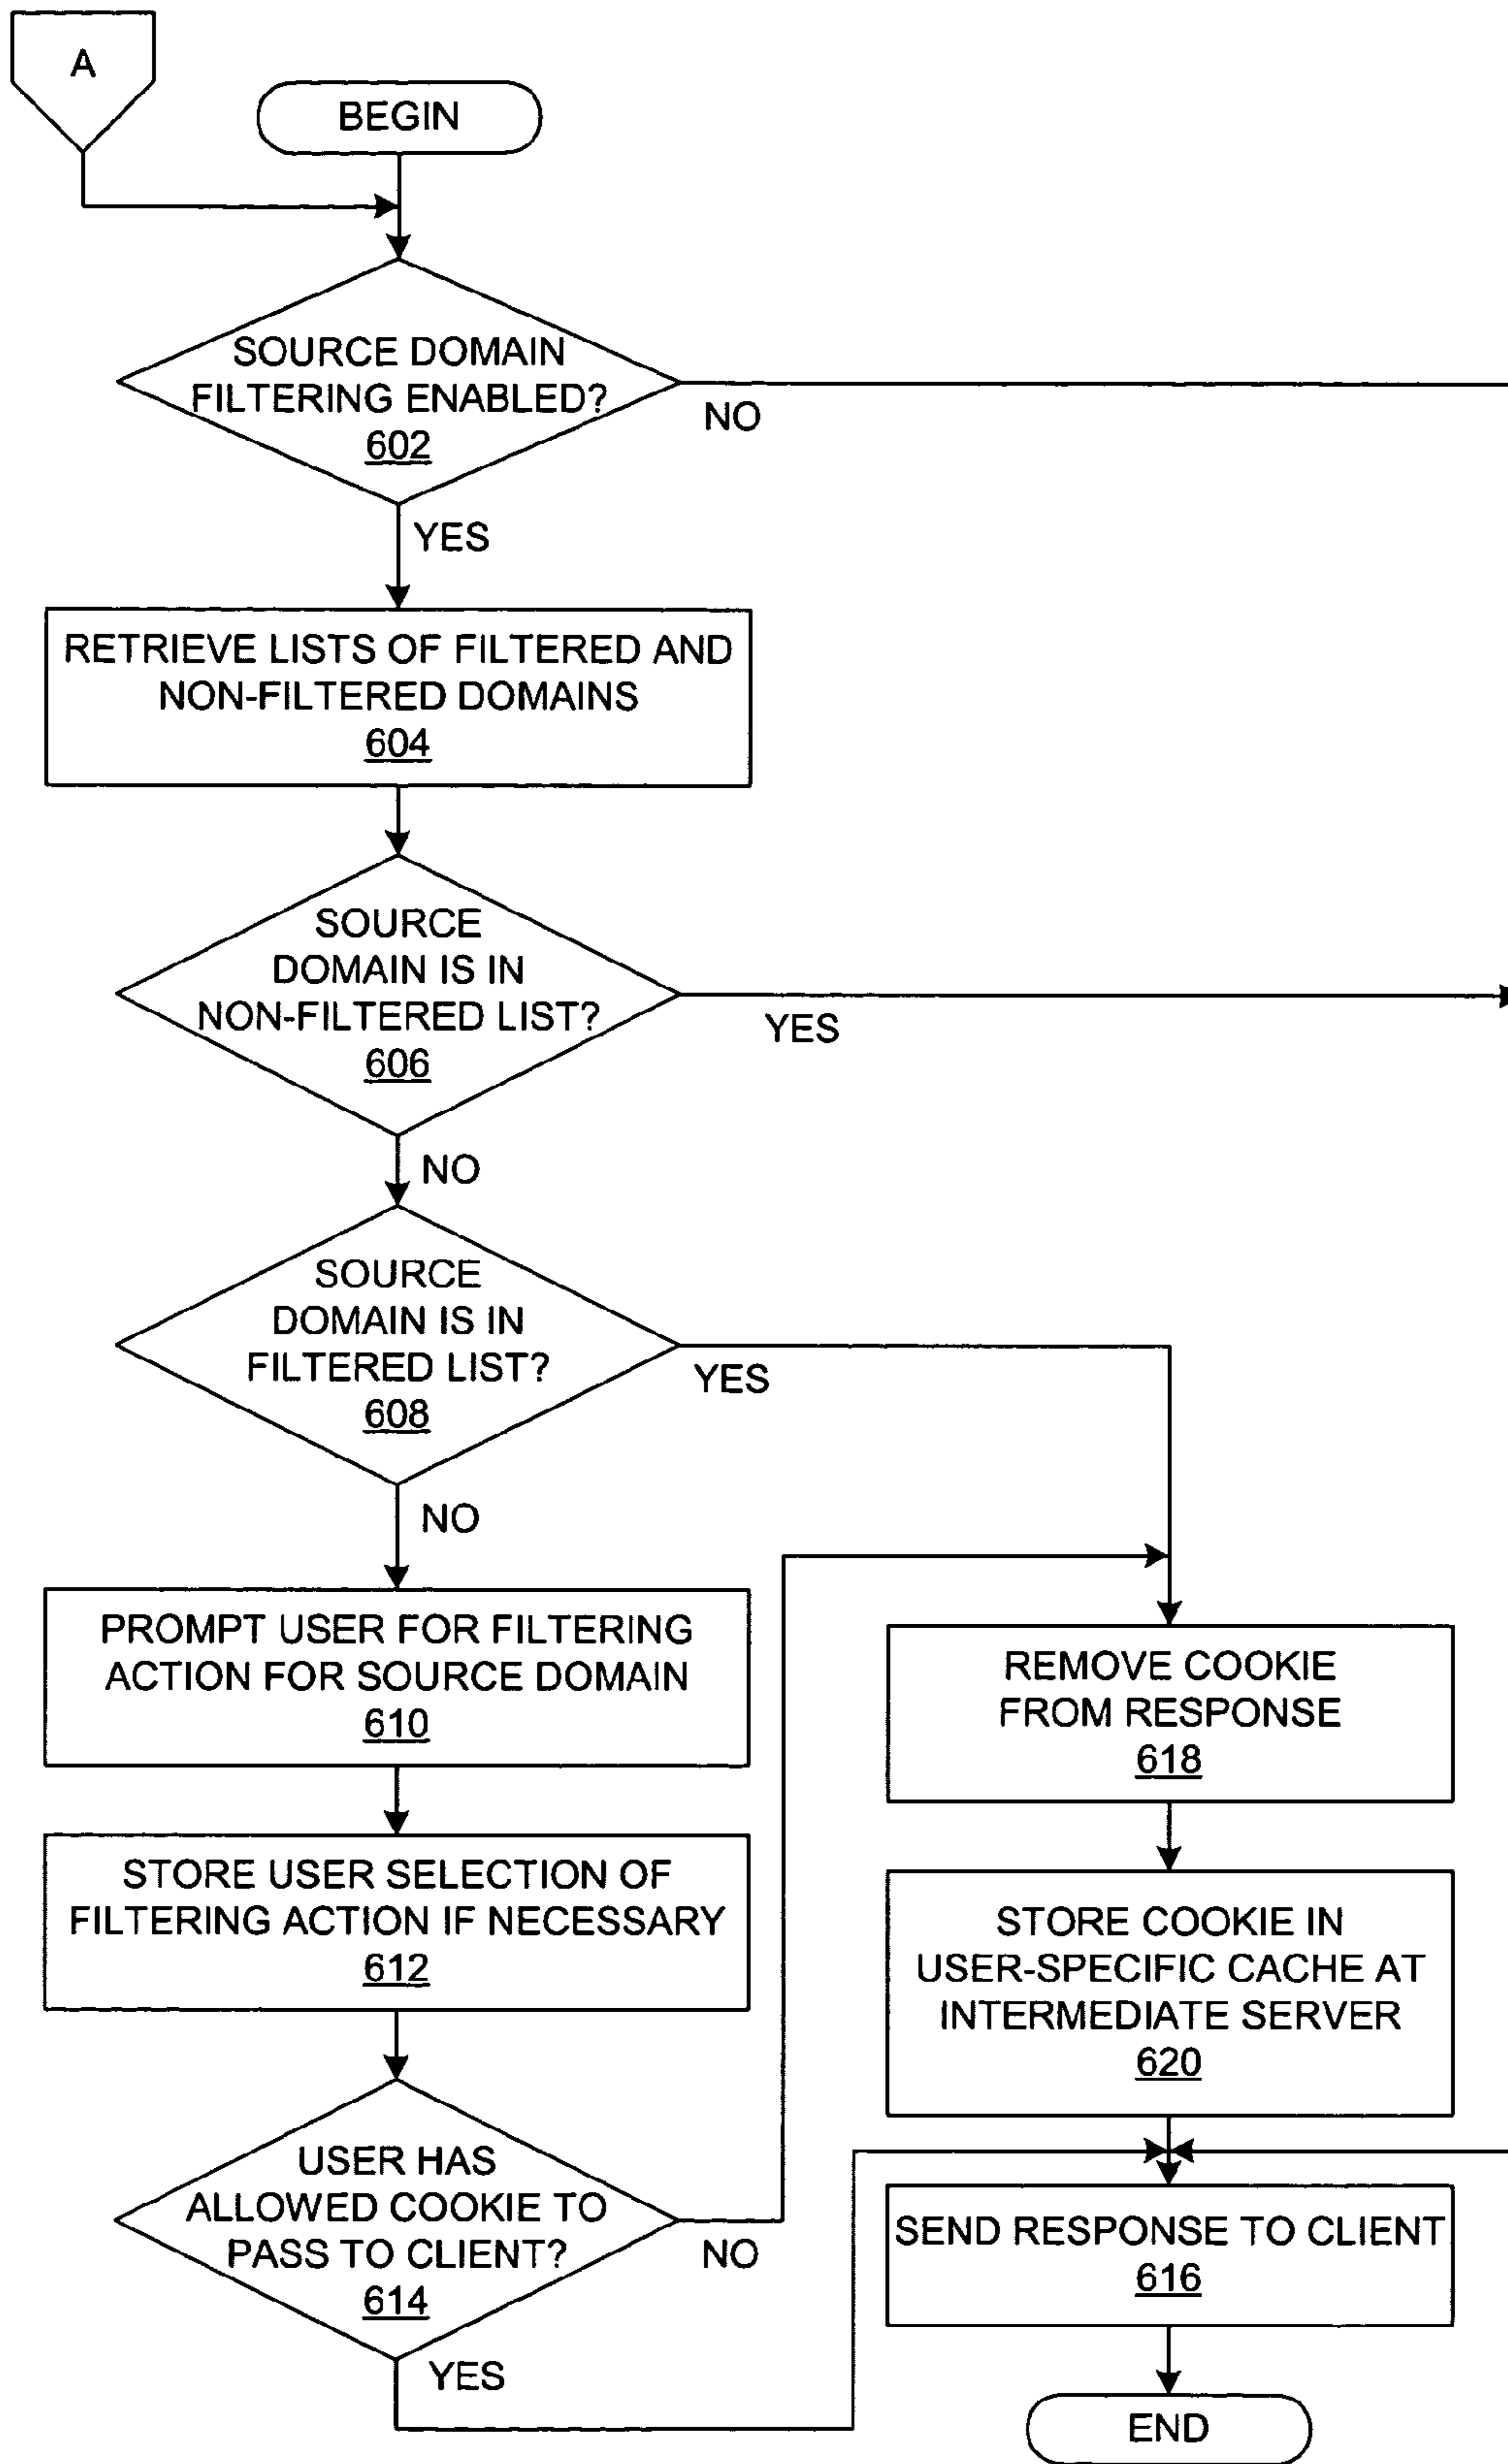 A
BEGIN
SOURCE DOMAIN
FILTERING ENABLED?
602
NO
YES
RETRIEVE LISTS OF FILTERED AND
NON-FILTERED DOMAINS
604
SOURCE
DOMAIN IS IN
NON-FILTERED LIST?
606
YES
NO
SOURCE
DOMAIN IS IN
FILTERED LIST?
608
YES
NO
PROMPT USER FOR FILTERING
ACTION FOR SOURCE DOMAIN
610
STORE USER SELECTION OF
FILTERING ACTION IF NECESSARY
612
USER HAS
ALLOWED COOKIE TO
PASS TO CLIENT?
614
NO
YES
REMOVE COOKIE
FROM RESPONSE
618
STORE COOKIE IN
USER-SPECIFIC CACHE AT
INTERMEDIATE SERVER
620
SEND RESPONSE TO CLIENT
616
END